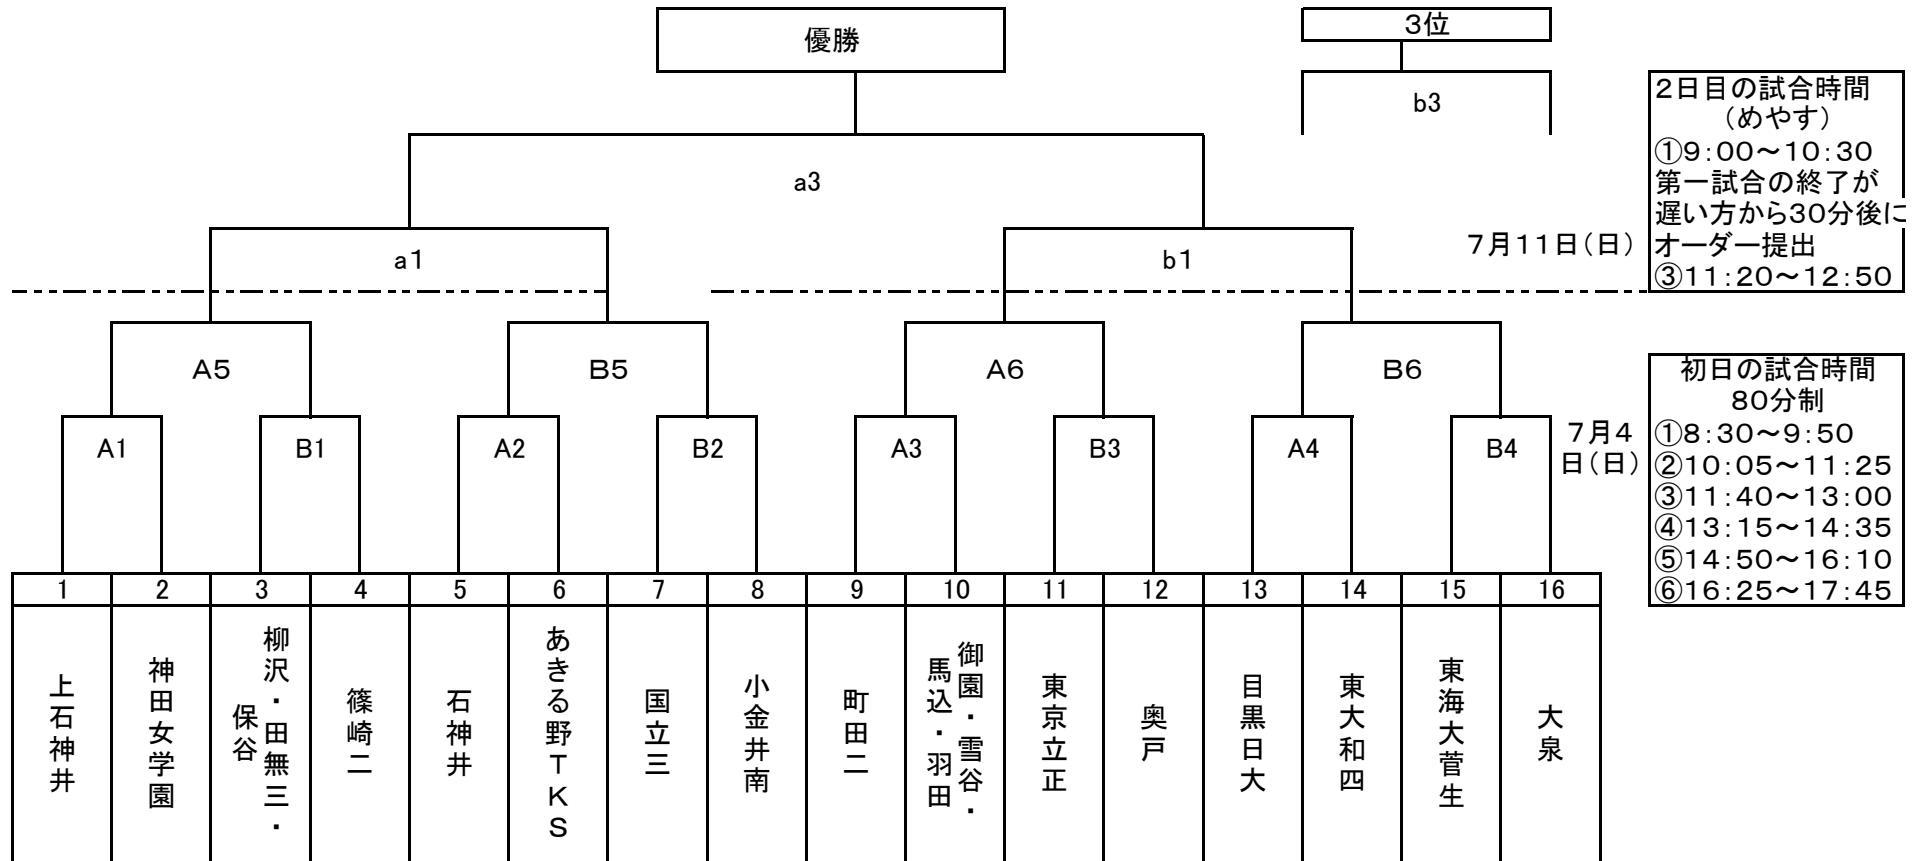 優勝
3位
b3
a3
a1
b1
7月11日(日)
2日目の試合時間
(めやす)
①9:00～10:30
第一試合の終了が
遅い方から30分後に
オーダー提出
③11:20～12:50
A5
B5
A6
B6
A1
B1
A2
B2
A3
B3
A4
B4
7月4
日(日)
初日の試合時間
80分制
①8:30～9:50
②10:05～11:25
③11:40～13:00
④13:15～14:35
⑤14:50～16:10
⑥16:25～17:45
1 2 3 4 5 6 7 8 9 10 11 12 13 14 15 16
上石神井
神田女学園
柳沢・田無三・
保谷
篠崎二
石神井
あきる野TKS
国立三
小金井南
町田二
御園・雪谷・
馬込・羽田
東京立正
奥戸
目黒日大
東大和四
東海大菅生
大泉